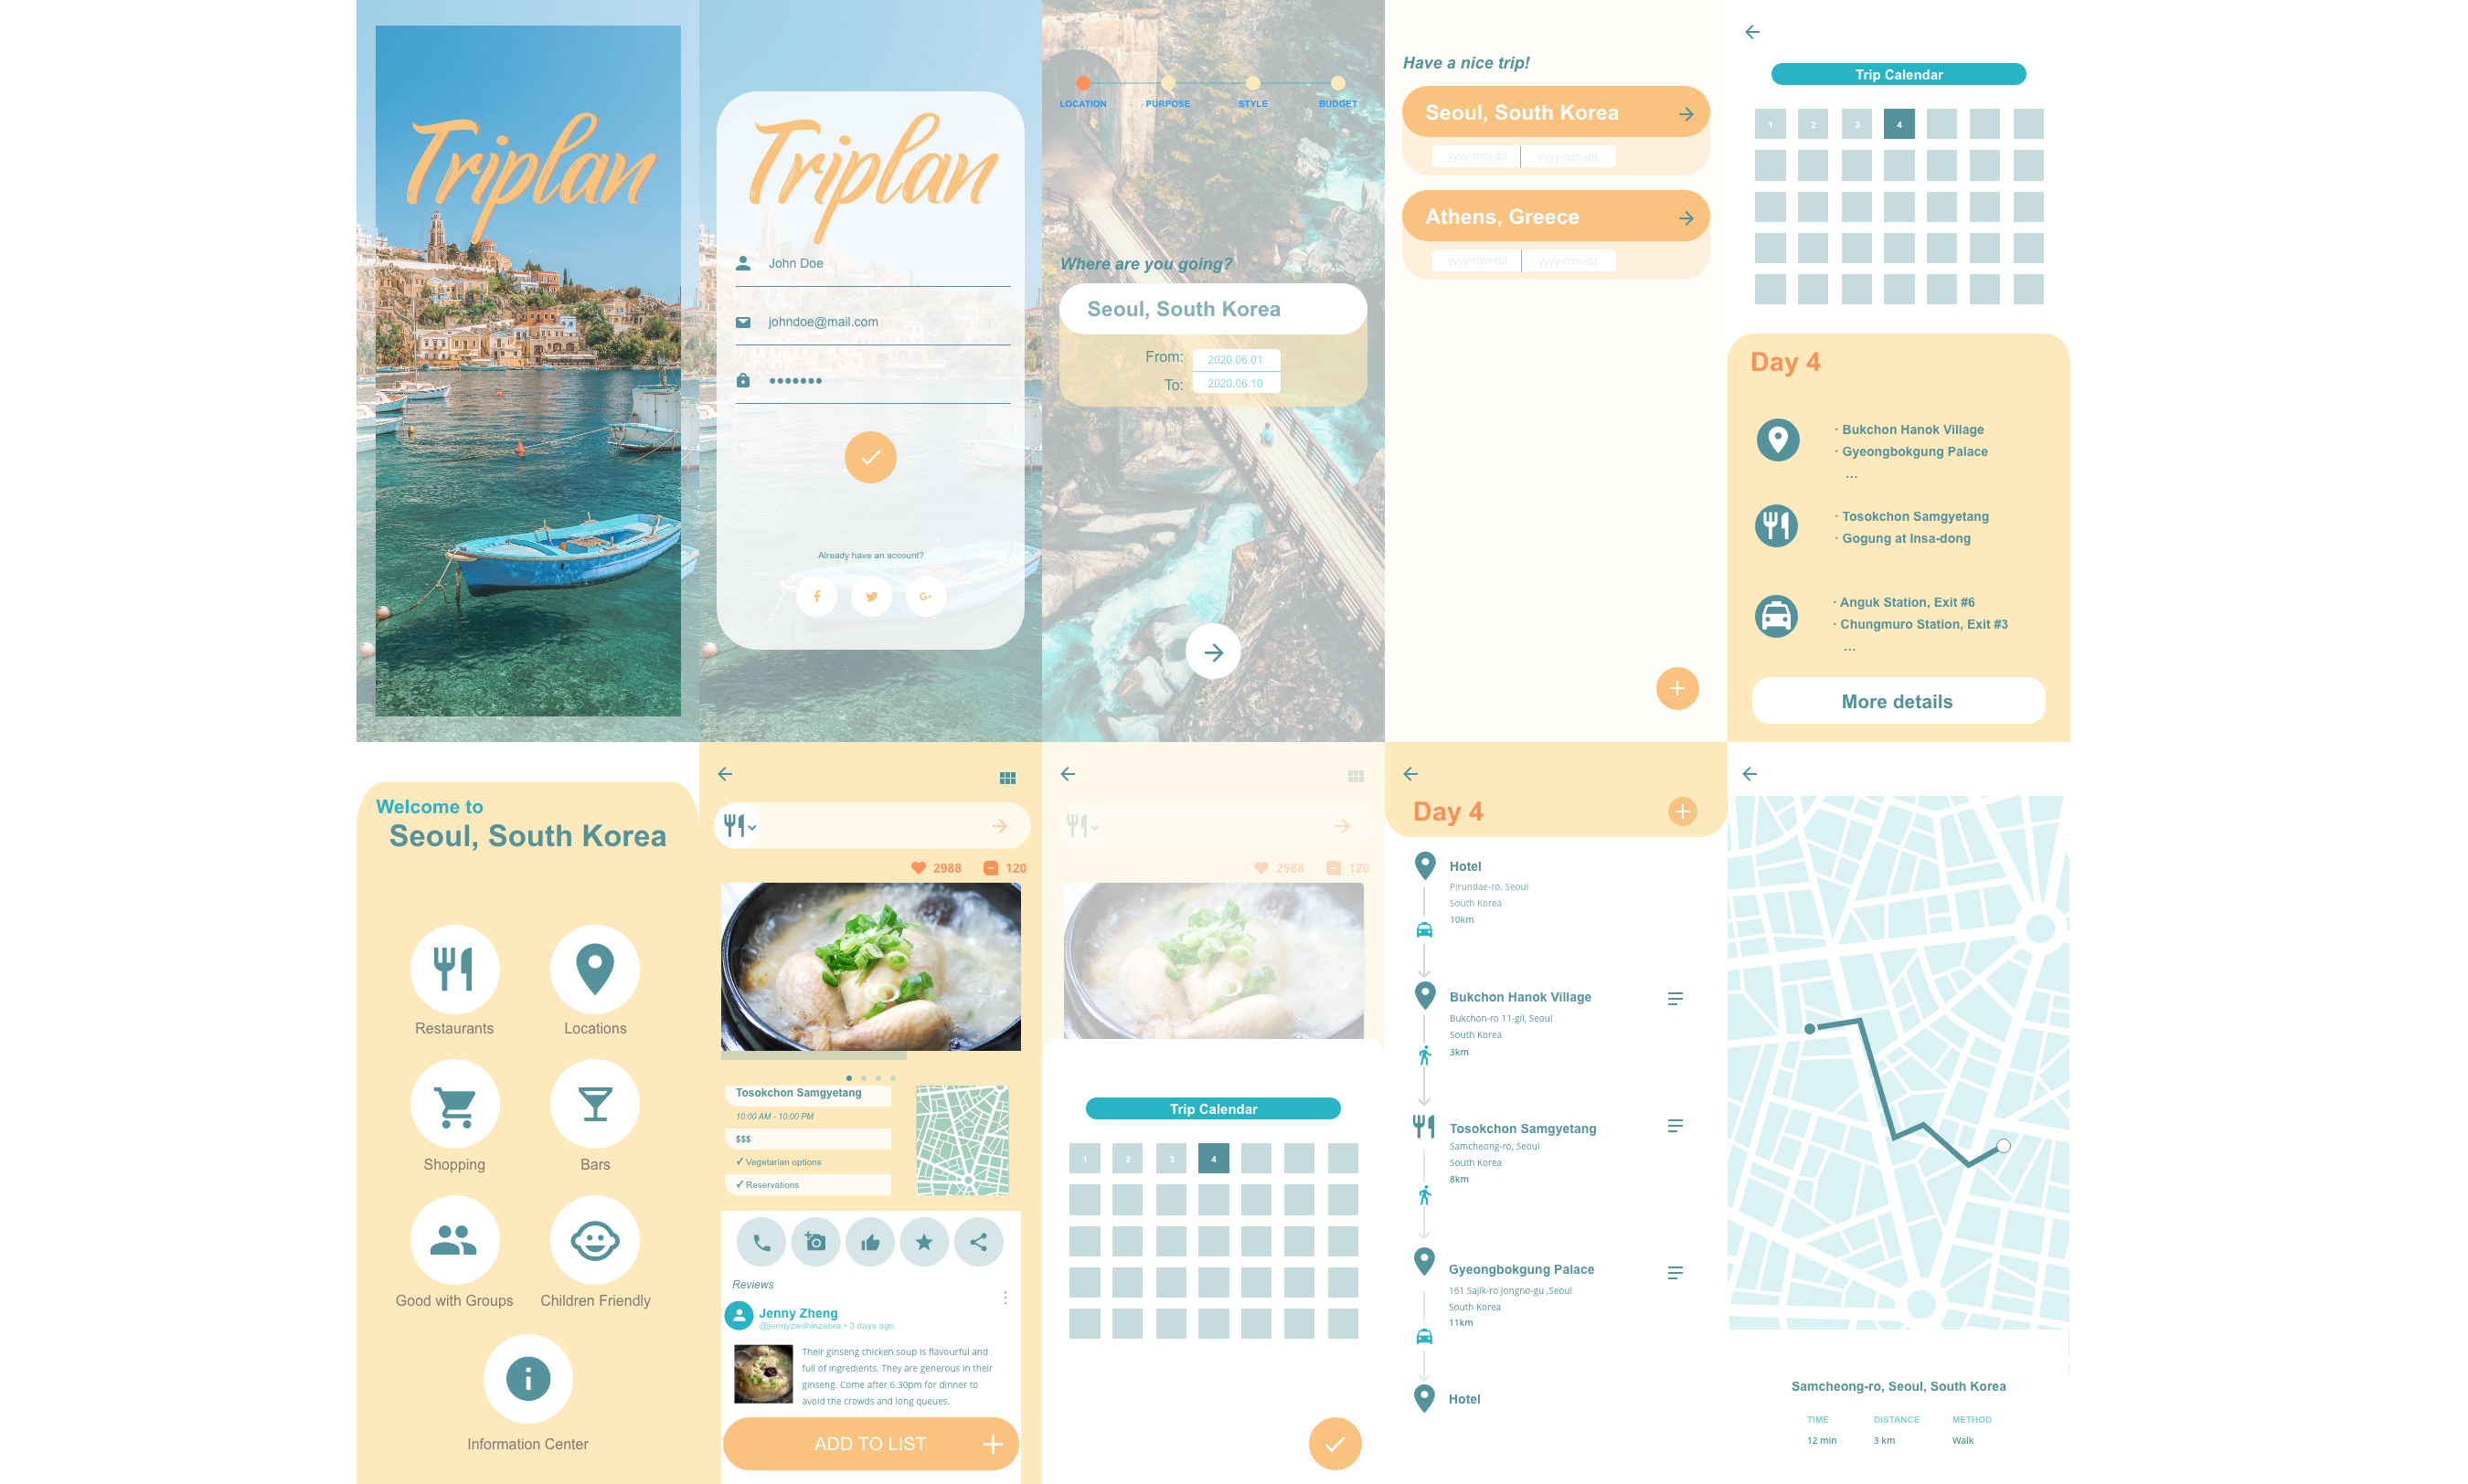 Triplan
Triplan
John Doe
johndoe@mail.com
Already have an account?
G+
LOCATION
PURPOSE
STYLE
BUDGET
Where are you going?
Seoul, South Korea
From:
2020.06.01
To:
2020.06.10
Have a nice trip!
Seoul, South Korea
yyyy-mm-dd
yyyy-mm-dd
Athens, Greece
yyyy-mm-dd
yyyy-mm-dd
Trip Calendar
1
2
3
4
Day 4
· Bukchon Hanok Village
· Gyeongbokgung Palace
...
· Tosokchon Samgyetang
· Gogung at Insa-dong
· Anguk Station, Exit #6
· Chungmuro Station, Exit #3
...
More details
Welcome to
Seoul, South Korea
Restaurants
Locations
Shopping
Bars
Good with Groups
Children Friendly
Information Center
2988
120
Tosokchon Samgyetang
10:00 AM - 10:00 PM
$$$
✓ Vegetarian options
✓ Reservations
Reviews
Jenny Zheng
@jennyzwithinzebra • 3 days ago
Their ginseng chicken soup is flavourful and
full of ingredients. They are generous in their
ginseng. Come after 6.30pm for dinner to
avoid the crowds and long queues.
ADD TO LIST
2988
120
Trip Calendar
1
2
3
4
Day 4
Hotel
Pirundae-ro, Seoul
South Korea
10km
Bukchon Hanok Village
Bukchon-ro 11-gil, Seoul
South Korea
3km
Tosokchon Samgyetang
Samcheong-ro, Seoul
South Korea
8km
Gyeongbokgung Palace
161 Sajik-ro Jongno-gu ,Seoul
South Korea
11km
Hotel
Samcheong-ro, Seoul, South Korea
TIME
DISTANCE
METHOD
12 min
3 km
Walk